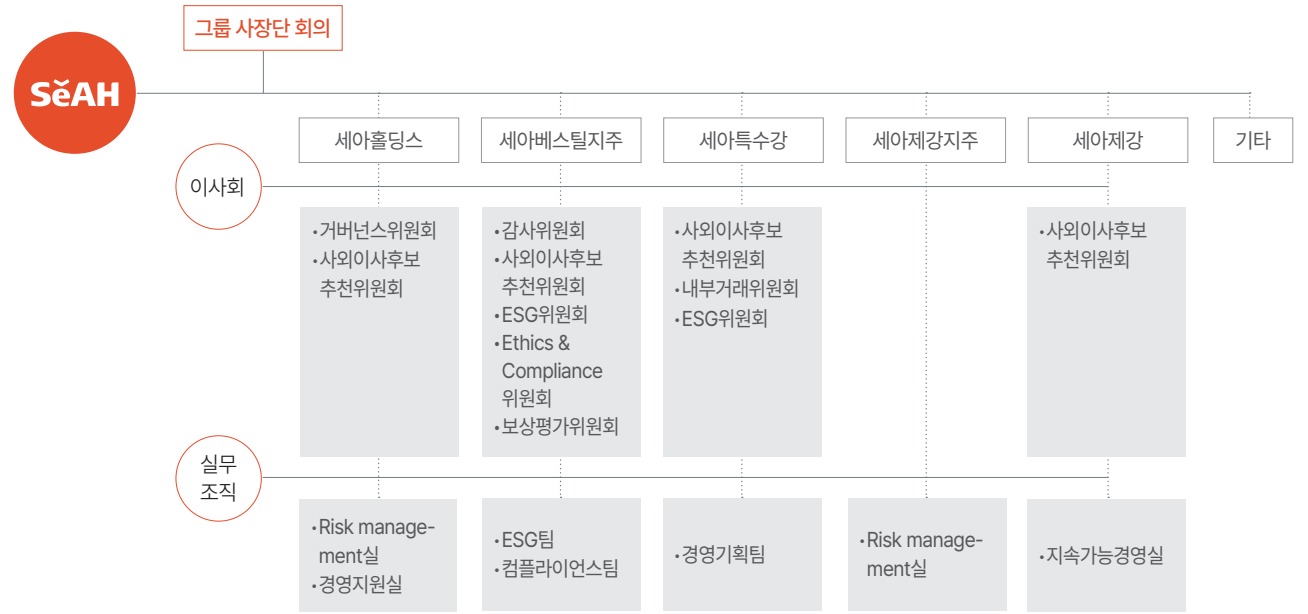 그룹 사장단 회의
SeAH
세아홀딩스
세아베스틸지주
세아특수강
세아제강지주
세아제강
기타
이사회
·거버넌스위원회
·사외이사후보
추천위원회
·감사위원회
·사외이사후보
추천위원회
·ESG위원회
·Ethics &
Compliance
위원회
·보상평가위원회
·사외이사후보
추천위원회
·내부거래위원회
·ESG위원회
·사외이사후보
추천위원회
실무
조직
·Risk manage-
ment실
·경영지원실
·ESG팀
·컴플라이언스팀
·경영기획팀
·Risk manage-
ment실
·지속가능경영실